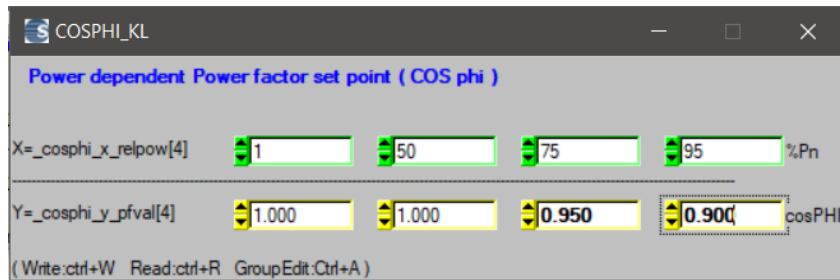 COSPHI_KL
Power dependent Power factor set point ( COS phi )
X=_cosphi_x_relpow[4] 1 50 75 95 %Pn
Y=_cosphi_y_pfval[4] 1.000 1.000 0.950 0.900 cosPHI
( Write:ctrl+W Read:ctrl+R GroupEdit:Ctrl+A )